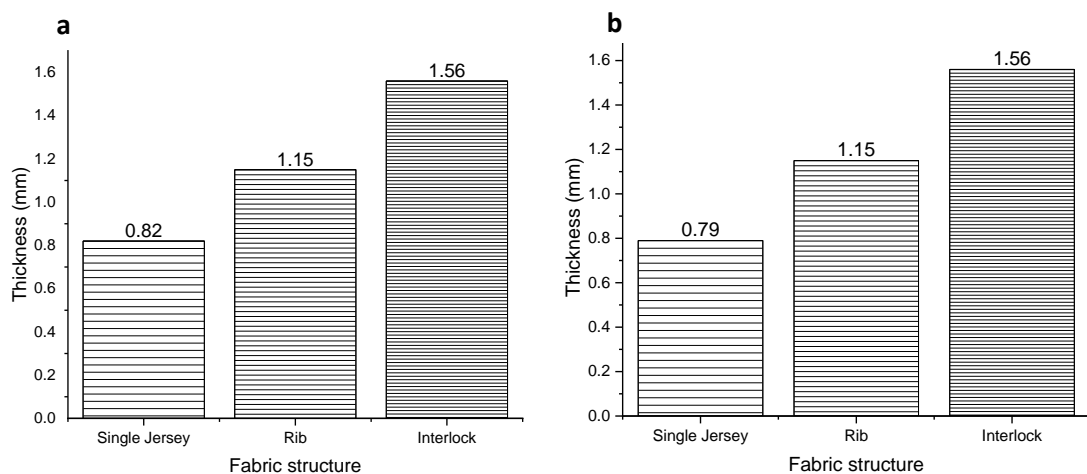 a
Thickness (mm)
1.6
1.4
1.2
1.0
0.8
0.6
0.4
0.2
0.0
0.82
1.15
1.56
Single Jersey
Rib
Interlock
Fabric structure
b
Thickness (mm)
1.6
1.4
1.2
1.0
0.8
0.6
0.4
0.2
0.0
0.79
1.15
1.56
Single Jersey
Rib
Interlock
Fabric structure